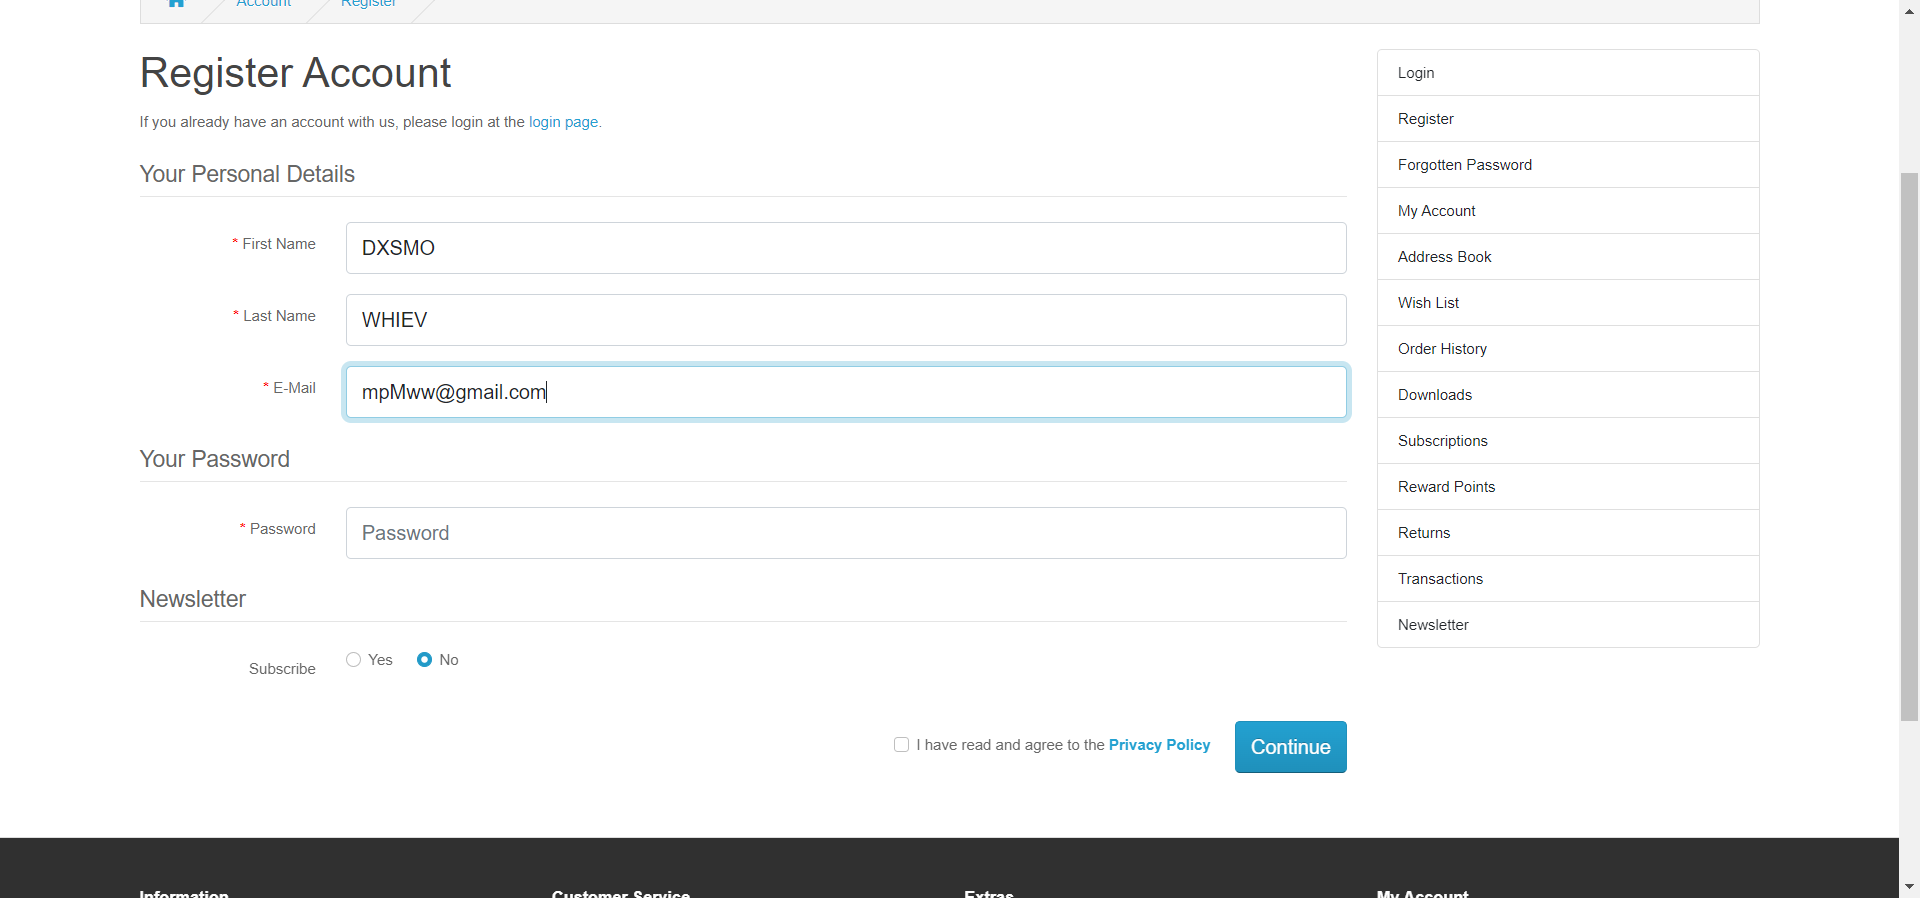 Account
Register
Register Account
If you already have an account with us, please login at the login page.
Your Personal Details
* First Name
DXSMO
* Last Name
WHIEV
* E-Mail
mpMww@gmail.com
Your Password
* Password
Password
Newsletter
Subscribe
Yes
No
I have read and agree to the Privacy Policy
Continue
Login
Register
Forgotten Password
My Account
Address Book
Wish List
Order History
Downloads
Subscriptions
Reward Points
Returns
Transactions
Newsletter
Information
Customer Service
Extras
My Account